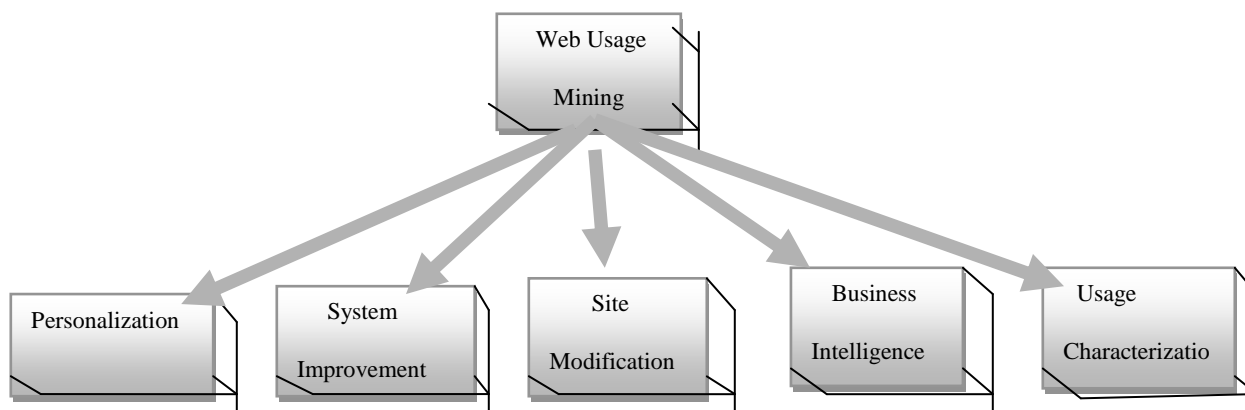 Web Usage
Mining
Personalization
System
Improvement
Site
Modification
Business
Intelligence
Usage
Characterizatio